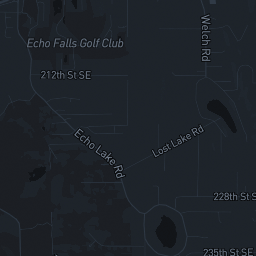 Welch Rd
Echo Falls Golf Club
212th St SE
Echo Lake Rd
Lost Lake Rd
228th St SE
235th St SE